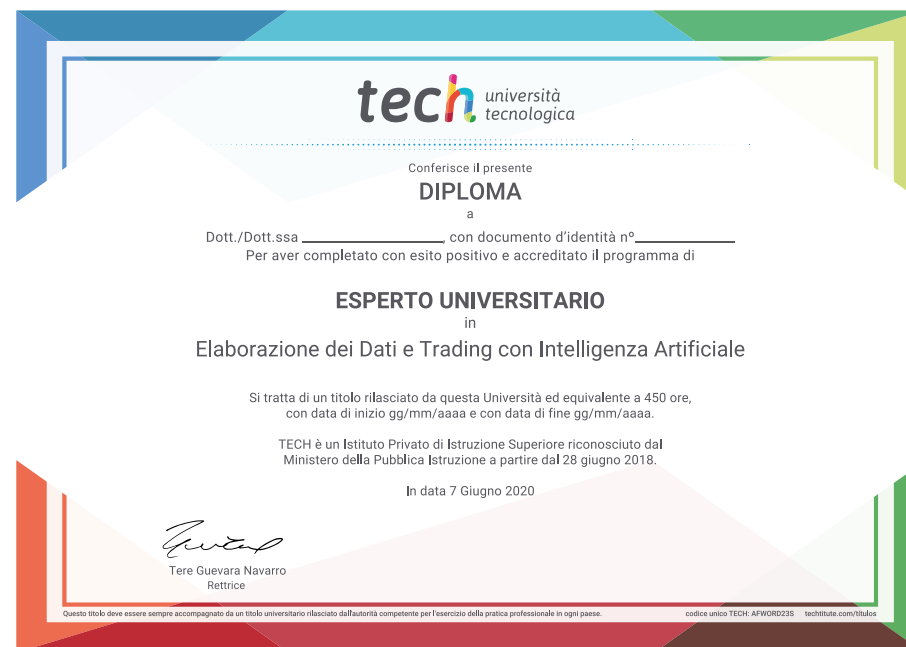 tech università
tecnologica
Conferisce il presente
DIPLOMA
a
Dott./Dott.ssa ____________________, con documento d'identità nº______________
Per aver completato con esito positivo e accreditato il programma di
ESPERTO UNIVERSITARIO
in
Elaborazione dei Dati e Trading con Intelligenza Artificiale
Si tratta di un titolo rilasciato da questa Università ed equivalente a 450 ore,
con data di inizio gg/mm/aaaa e con data di fine gg/mm/aaaa.
TECH è un Istituto Privato di Istruzione Superiore riconosciuto dal
Ministero della Pubblica Istruzione a partire dal 28 giugno 2018.
In data 7 Giugno 2020
Tere Guevara Navarro
Rettrice
Questo titolo deve essere sempre accompagnato da un titolo universitario rilasciato dall'autorità competente per l'esercizio della pratica professionale in ogni paese. codice unico TECH: AFWORD23S techtitute.com/titulos